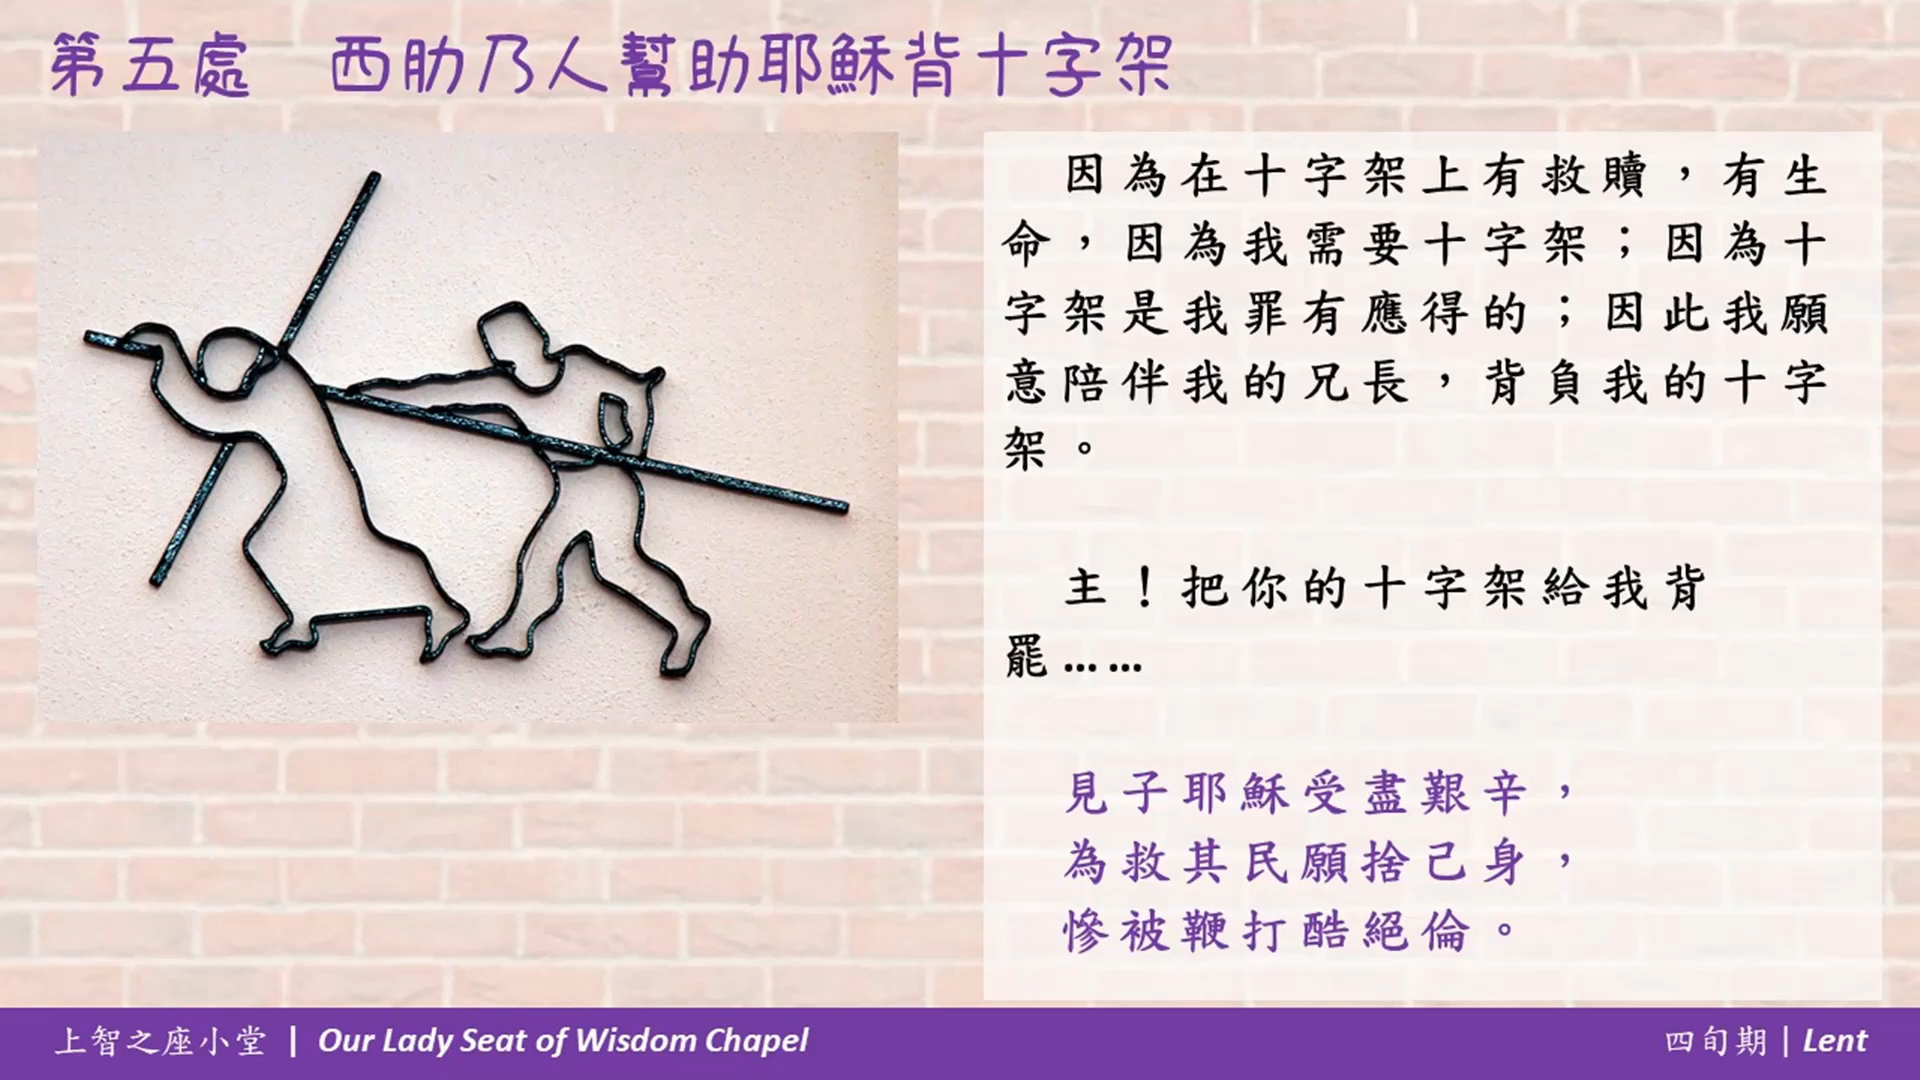 第五處　西肋乃人幫助耶穌背十字架
因為在十字架上有救贖，有生
命，因為我需要十字架；因為十
字架是我罪有應得的；因此我願
意陪伴我的兄長，背負我的十字
架。
主！把你的十字架給我背
罷……
見子耶穌受盡艱辛，
為救其民願捨己身，
慘被鞭打酷絕倫。
上智之座小堂 | Our Lady Seat of Wisdom Chapel
四旬期 | Lent